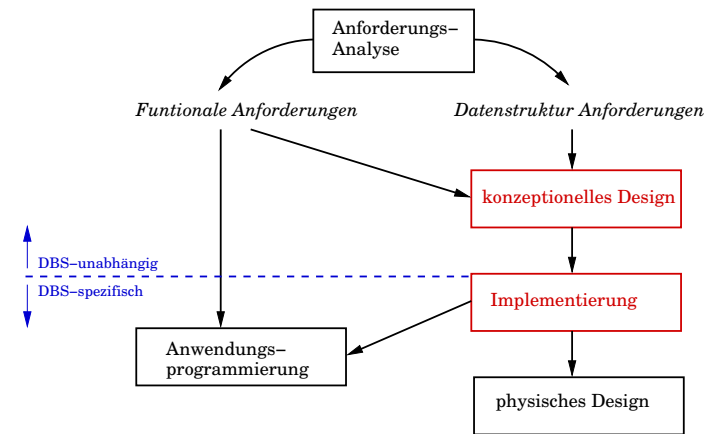 Anforderungs–
Analyse
Funtionale Anforderungen
Datenstruktur Anforderungen
konzeptionelles Design
DBS–unabhängig
DBS–spezifisch
Implementierung
Anwendungs–
programmierung
physisches Design